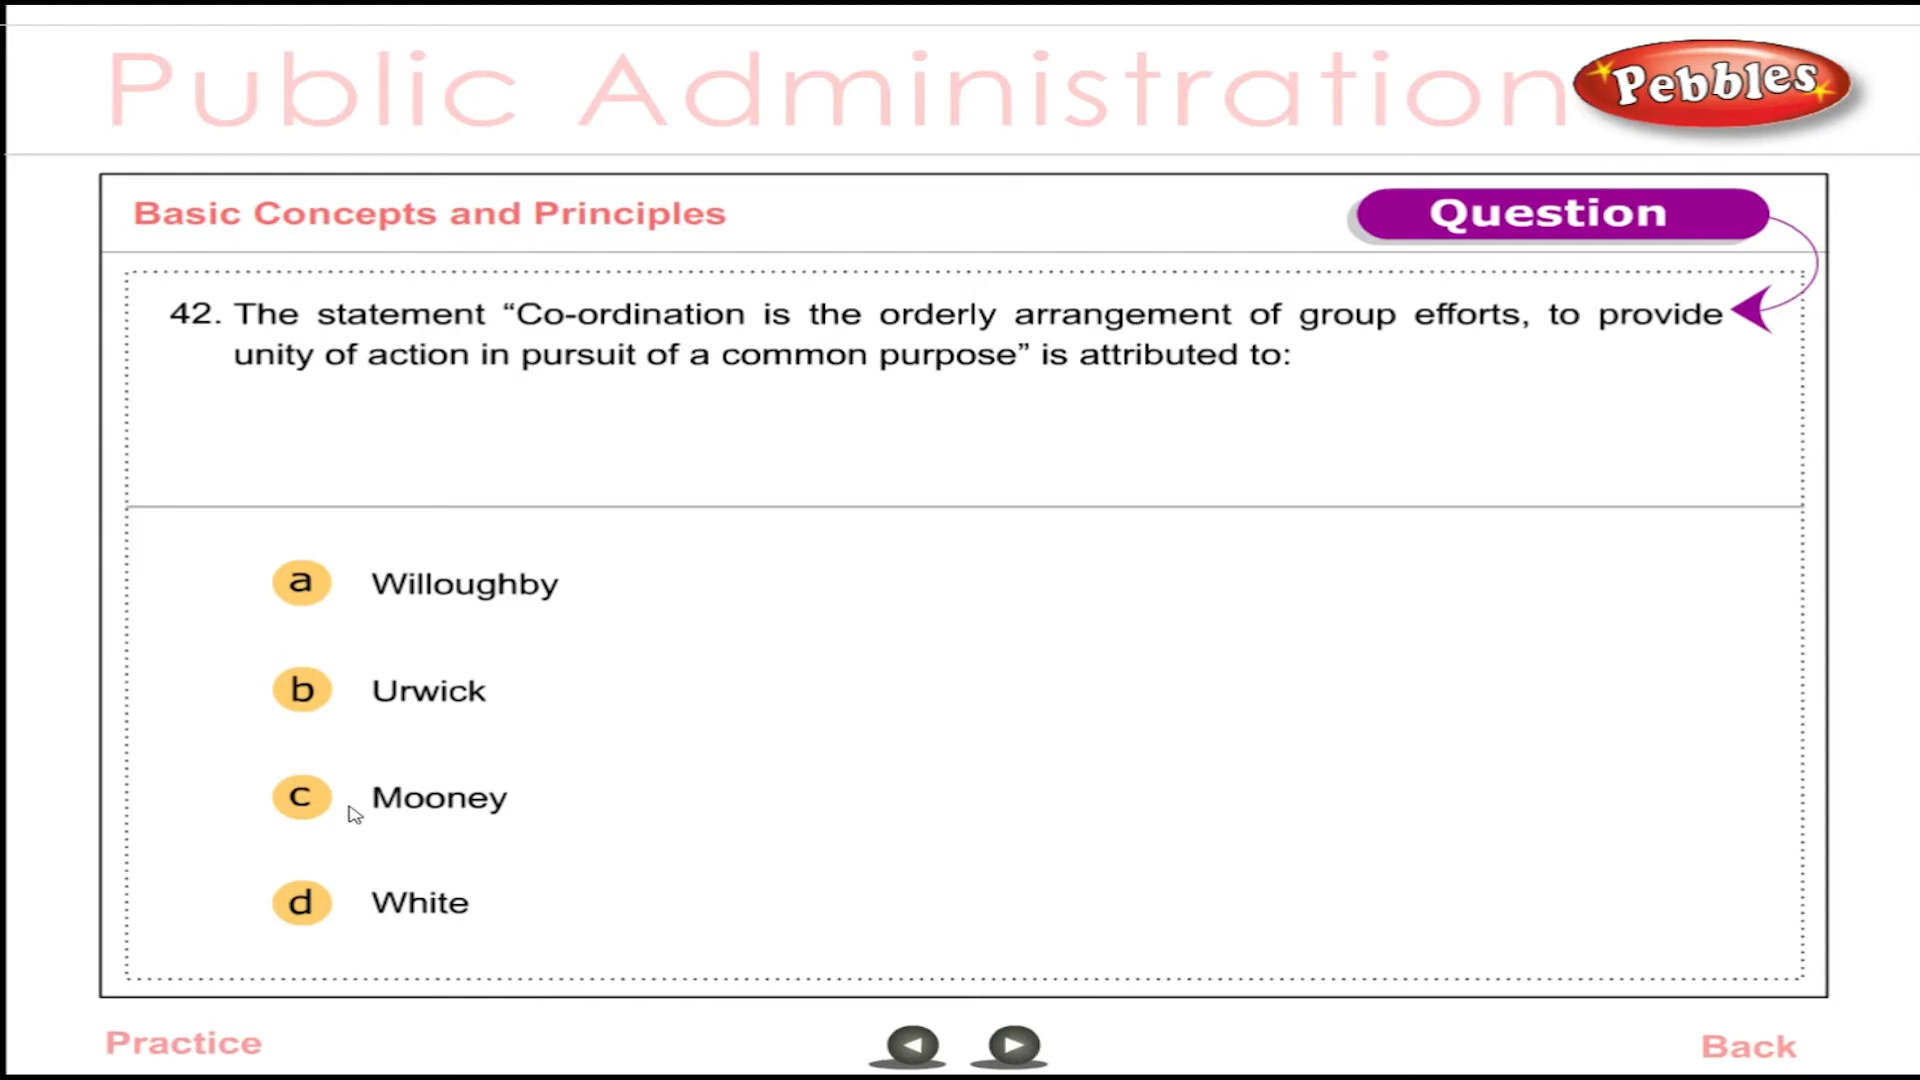 Public Administration
Pebbles
Basic Concepts and Principles
Question
42. The statement “Co-ordination is the orderly arrangement of group efforts, to provide
unity of action in pursuit of a common purpose” is attributed to:
a Willoughby
b Urwick
c Mooney
d White
Practice
Back